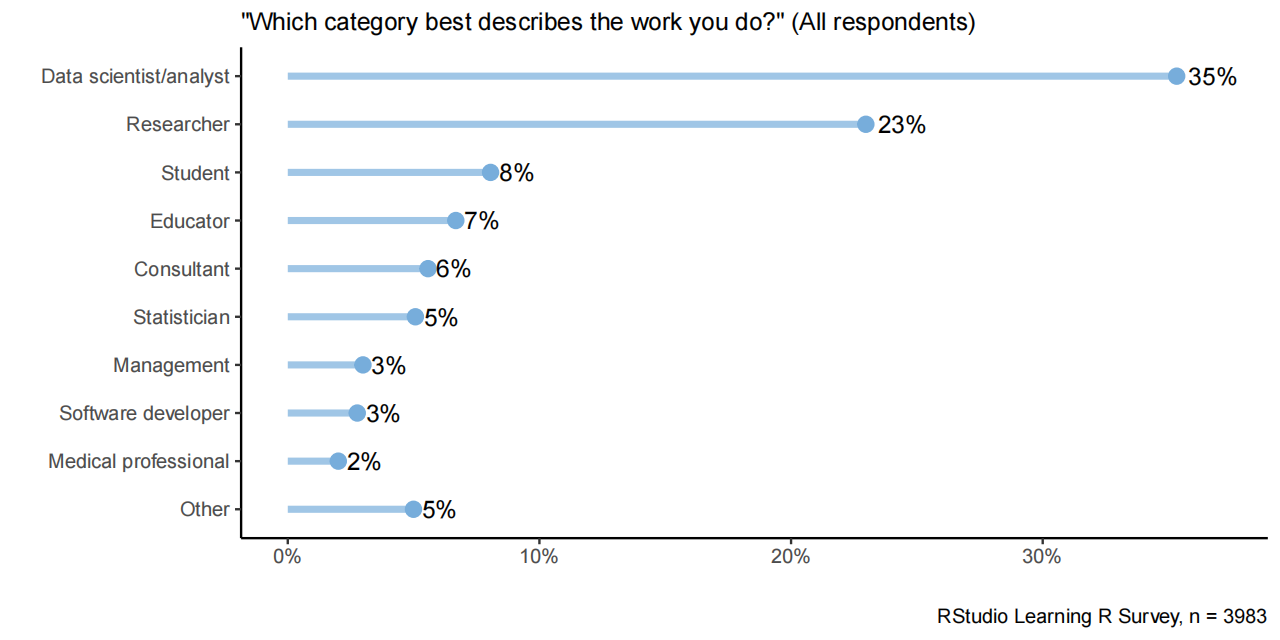 "Which category best describes the work you do?" (All respondents)
Data scientist/analyst 35%
Researcher 23%
Student 8%
Educator 7%
Consultant 6%
Statistician 5%
Management 3%
Software developer 3%
Medical professional 2%
Other 5%
0% 10% 20% 30%
RStudio Learning R Survey, n = 3983